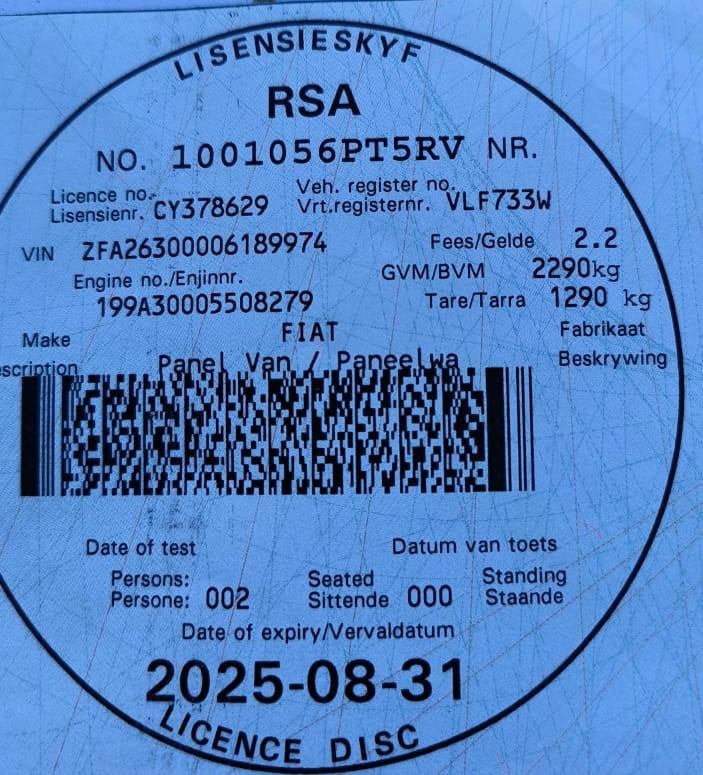 LISENSIESKYF
RSA
NO. 1001056PT5RV NR.
Licence no. Veh. register no.
Lisensienr. CY378629 Vrt.registernr. VLF733W
VIN ZFA26300006189974 Fees/Gelde 2.2
Engine no./Enjinnr. GVM/BVM 2290kg
199A30005508279 Tare/Tarra 1290 kg
Make FIAT Fabrikaat
scription Panel Van / Paneelwa Beskrywing
Date of test Datum van toets
Persons: Seated Standing
Persone: 002 Sittende 000 Staande
Date of expiry/Vervaldatum
2025-08-31
LICENCE DISC